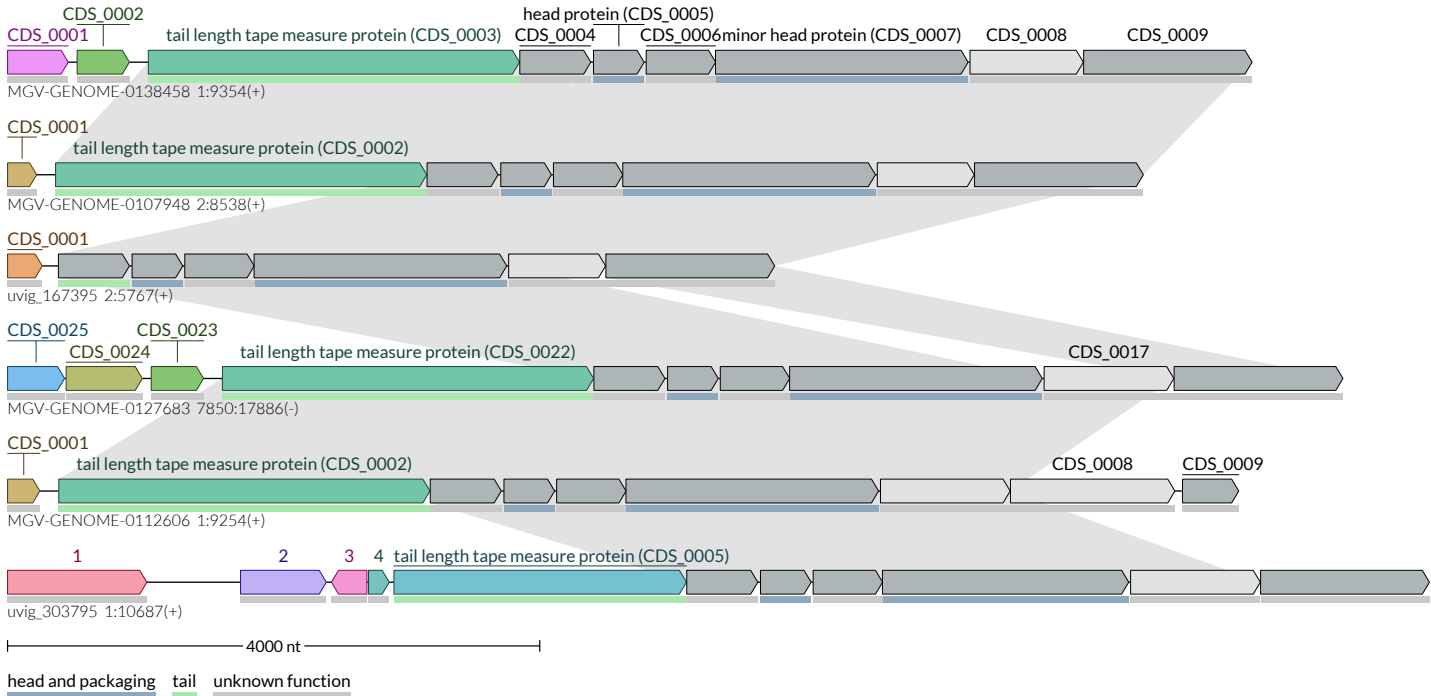 CDS_0002 head protein (CDS_0005)
CDS_0001 tail length tape measure protein (CDS_0003) CDS_0004 CDS_0006 minor head protein (CDS_0007) CDS_0008 CDS_0009
MGV-GENOME-0138458 1:9354(+)
CDS_0001
tail length tape measure protein (CDS_0002)
MGV-GENOME-0107948 2:8538(+)
CDS_0001
uvig_167395 2:5767(+)
CDS_0025 CDS_0023
CDS_0024 tail length tape measure protein (CDS_0022) CDS_0017
MGV-GENOME-0127683 7850:17886(-)
CDS_0001
tail length tape measure protein (CDS_0002) CDS_0008 CDS_0009
MGV-GENOME-0112606 1:9254(+)
1 2 3 4 tail length tape measure protein (CDS_0005)
uvig_303795 1:10687(+)
4000 nt
head and packaging tail unknown function